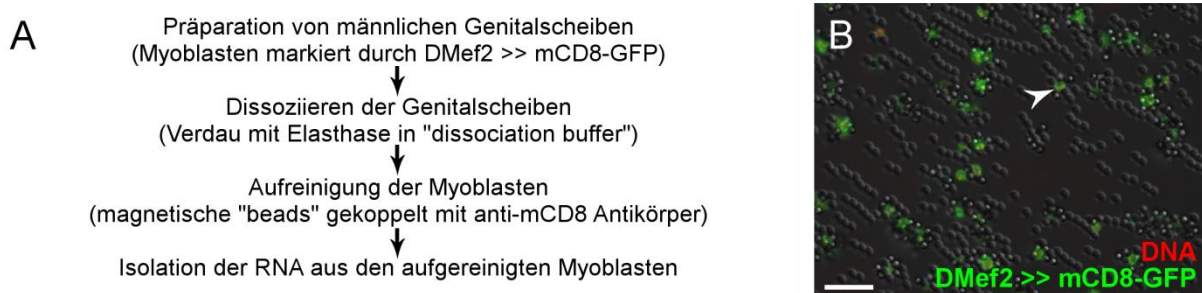 A
Präparation von männlichen Genitalscheiben
(Myoblasten markiert durch DMef2 >> mCD8-GFP)
Dissoziieren der Genitalscheiben
(Verdau mit Elasthase in "dissociation buffer")
Aufreinigung der Myoblasten
(magnetische "beads" gekoppelt mit anti-mCD8 Antikörper)
Isolation der RNA aus den aufgereinigten Myoblasten
B
DNA
DMef2 >> mCD8-GFP